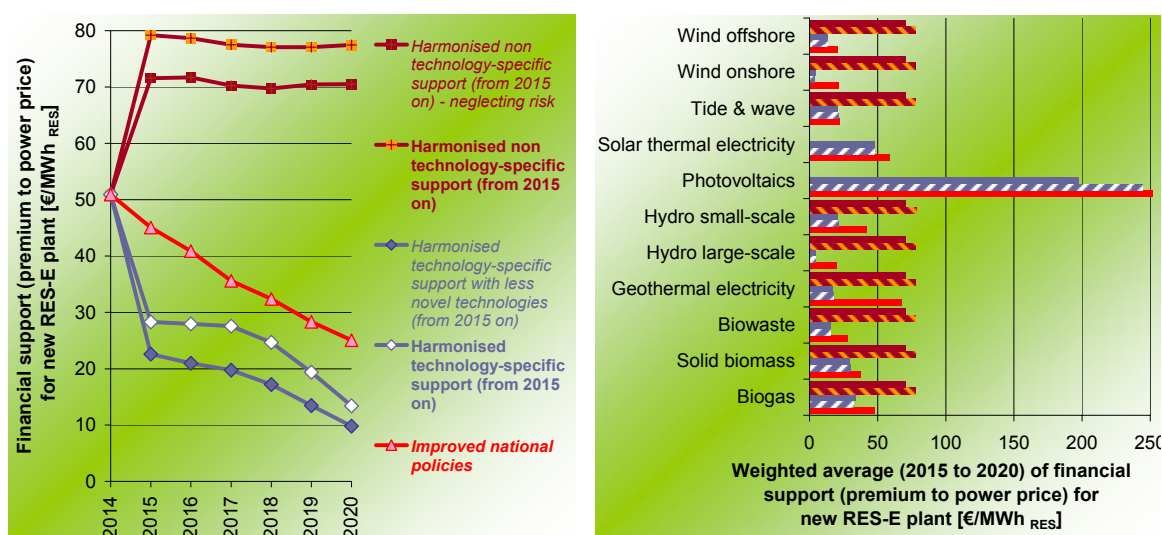 Financial support (premium to power price)
for new RES-E plant [€/MWh RES]
80
70
60
50
40
30
20
10
0
2014
2015
2016
2017
2018
2019
2020
Harmonised non
technology-specific
support (from 2015
on) - neglecting risk
Harmonised non
technology-specific
support (from 2015
on)
Harmonised
technology-specific
support with less
novel technologies
(from 2015 on)
Harmonised
technology-specific
support (from 2015
on)
Improved national
policies
Wind offshore
Wind onshore
Tide & wave
Solar thermal electricity
Photovoltaics
Hydro small-scale
Hydro large-scale
Geothermal electricity
Biowaste
Solid biomass
Biogas
0
50
100
150
200
250
Weighted average (2015 to 2020) of financial
support (premium to power price) for
new RES-E plant [€/MWh RES]